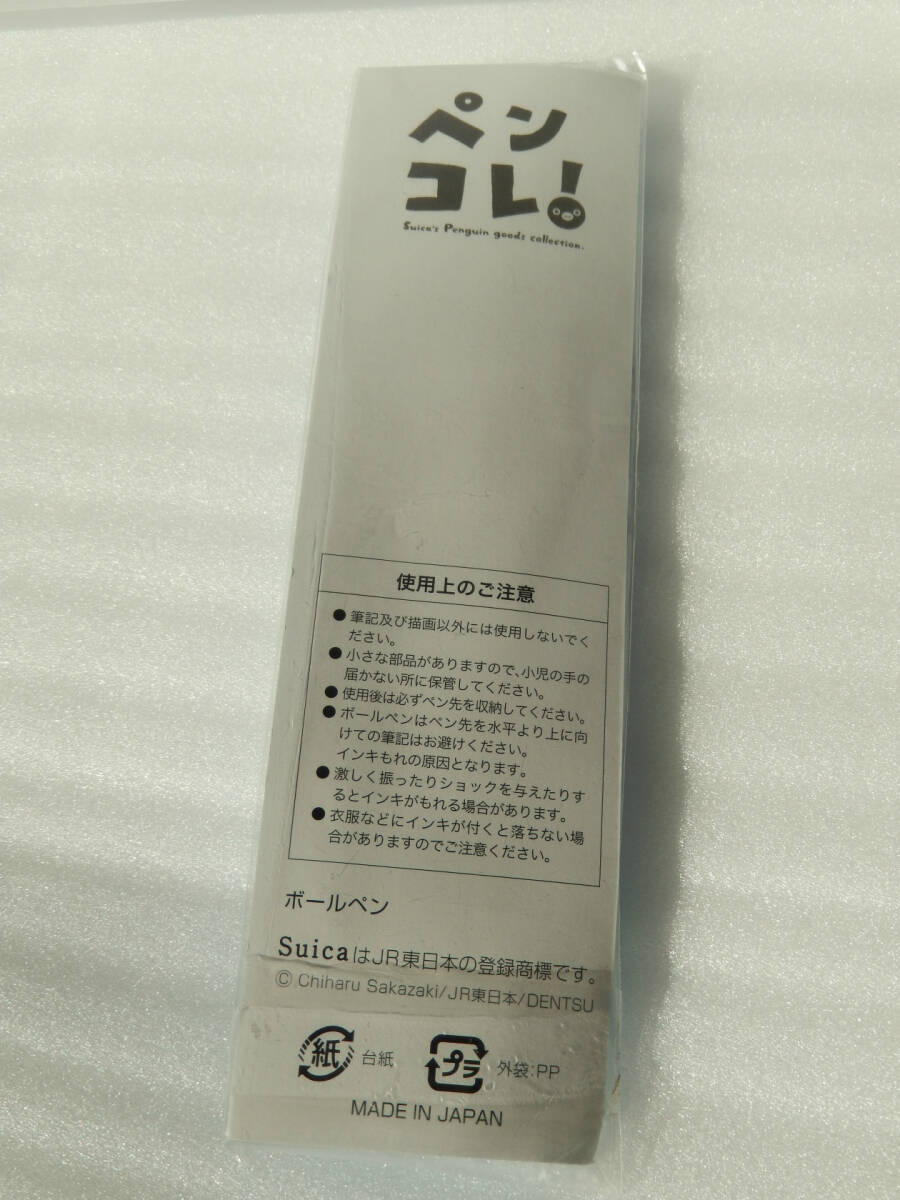 ペン
コレ!
Suica's Penguin goods collection.
使用上のご注意
●筆記及び描画以外には使用しないでく
ださい。
●小さな部品がありますので、小児の手の
届かない所に保管してください。
●使用後は必ずペン先を収納してください。
●ボールペンはペン先を水平より上に向
けての筆記はお避けください。
インキもれの原因となります。
●激しく振ったりショックを与えたりす
るとインキがもれる場合があります。
●衣服などにインキが付くと落ちない場
合がありますのでご注意ください。
ボールペン
SuicaはJR東日本の登録商標です。
© Chiharu Sakazaki/JR東日本/DENTSU
紙 台紙 プラ 外袋:PP
MADE IN JAPAN